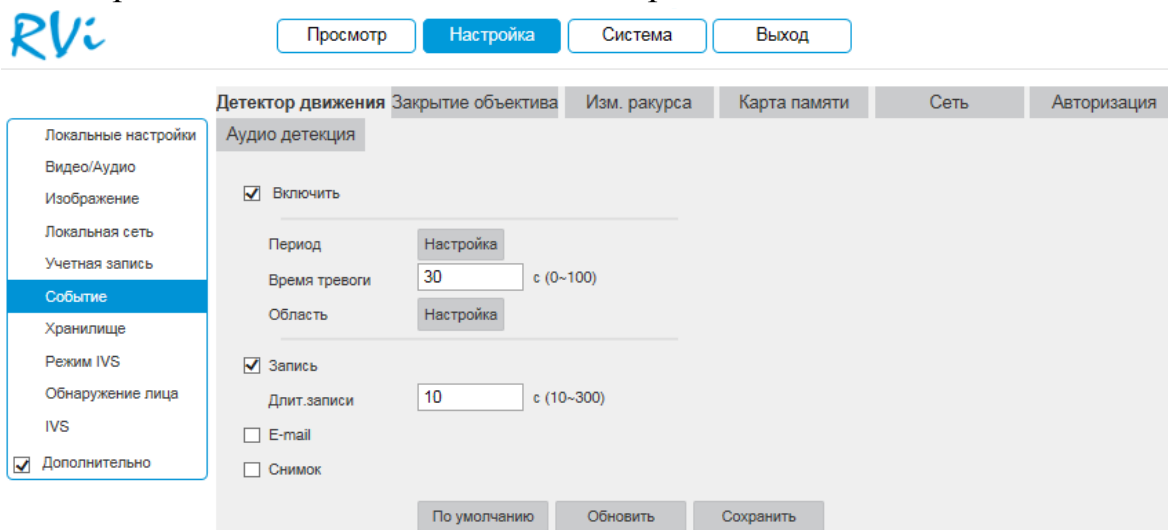 RVi
Просмотр Настройка Система Выход
Детектор движения Закрытие объектива Изм. ракурса Карта памяти Сеть Авторизация
Аудио детекция
Локальные настройки
Видео/Аудио
Изображение
Локальная сеть
Учетная запись
Событие
Хранилище
Режим IVS
Обнаружение лица
IVS
Дополнительно
Включить
Период Настройка
Время тревоги 30 с (0~100)
Область Настройка
Запись
Длит.записи 10 с (10~300)
E-mail
Снимок
По умолчанию Обновить Сохранить